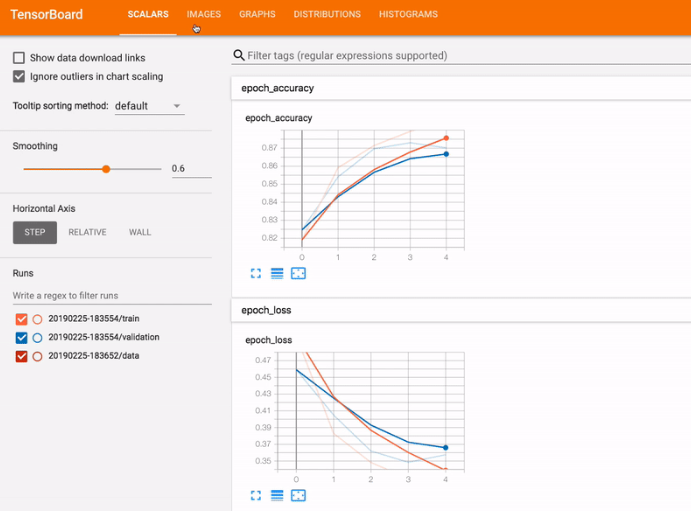 TensorBoard SCALARS IMAGES GRAPHS DISTRIBUTIONS HISTOGRAMS
Show data download links
Ignore outliers in chart scaling
Tooltip sorting method: default
Smoothing
0.6
Horizontal Axis
STEP RELATIVE WALL
Runs
Write a regex to filter runs
20190225-183554/train
20190225-183554/validation
20190225-183652/data
Filter tags (regular expressions supported)
epoch_accuracy
epoch_accuracy
0.87
0.86
0.85
0.84
0.83
0.82
0 1 2 3 4
epoch_loss
epoch_loss
0.47
0.45
0.43
0.41
0.39
0.37
0.35
0 1 2 3 4